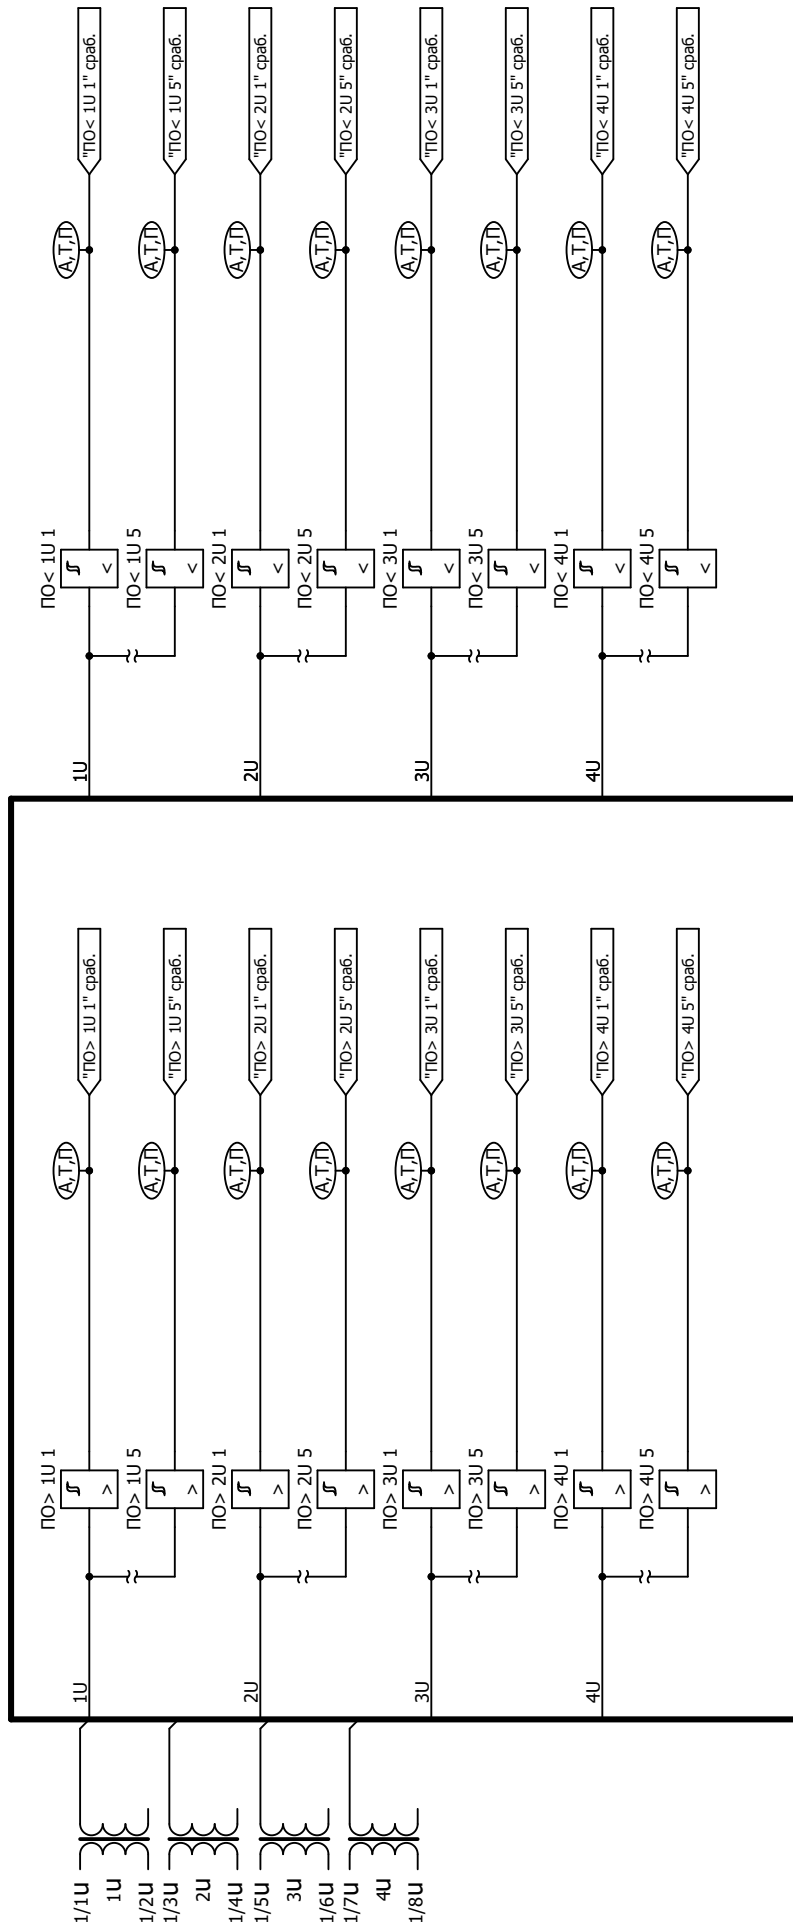 1/1u
1u
1/2u
1/3u
2u
1/4u
1/5u
3u
1/6u
1/7u
4u
1/8u
1U
ПО> 1U 1
А,Т,П
"ПО> 1U 1" сраб.
ПО> 1U 5
А,Т,П
"ПО> 1U 5" сраб.
2U
ПО> 2U 1
А,Т,П
"ПО> 2U 1" сраб.
ПО> 2U 5
А,Т,П
"ПО> 2U 5" сраб.
3U
ПО> 3U 1
А,Т,П
"ПО> 3U 1" сраб.
ПО> 3U 5
А,Т,П
"ПО> 3U 5" сраб.
4U
ПО> 4U 1
А,Т,П
"ПО> 4U 1" сраб.
ПО> 4U 5
А,Т,П
"ПО> 4U 5" сраб.
1U
ПО< 1U 1
А,Т,П
"ПО< 1U 1" сраб.
ПО< 1U 5
А,Т,П
"ПО< 1U 5" сраб.
2U
ПО< 2U 1
А,Т,П
"ПО< 2U 1" сраб.
ПО< 2U 5
А,Т,П
"ПО< 2U 5" сраб.
3U
ПО< 3U 1
А,Т,П
"ПО< 3U 1" сраб.
ПО< 3U 5
А,Т,П
"ПО< 3U 5" сраб.
4U
ПО< 4U 1
А,Т,П
"ПО< 4U 1" сраб.
ПО< 4U 5
А,Т,П
"ПО< 4U 5" сраб.